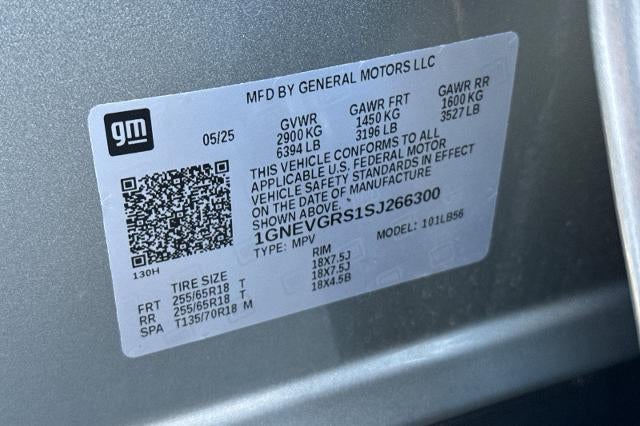 MFD BY GENERAL MOTORS LLC
gm
05/25
GVWR GAWR FRT GAWR RR
2900 KG 1450 KG 1600 KG
6394 LB 3196 LB 3527 LB
THIS VEHICLE CONFORMS TO ALL
APPLICABLE U.S. FEDERAL MOTOR
VEHICLE SAFETY STANDARDS IN EFFECT
ON THE DATE OF MANUFACTURE
SHOWN ABOVE.
1GNEVGRS1SJ266300
TYPE: MPV MODEL: 101LB56
130H
TIRE SIZE RIM
FRT 255/65R18 T 18X7.5J
RR 255/65R18 T 18X7.5J
SPA T135/70R18 M 18X4.5B